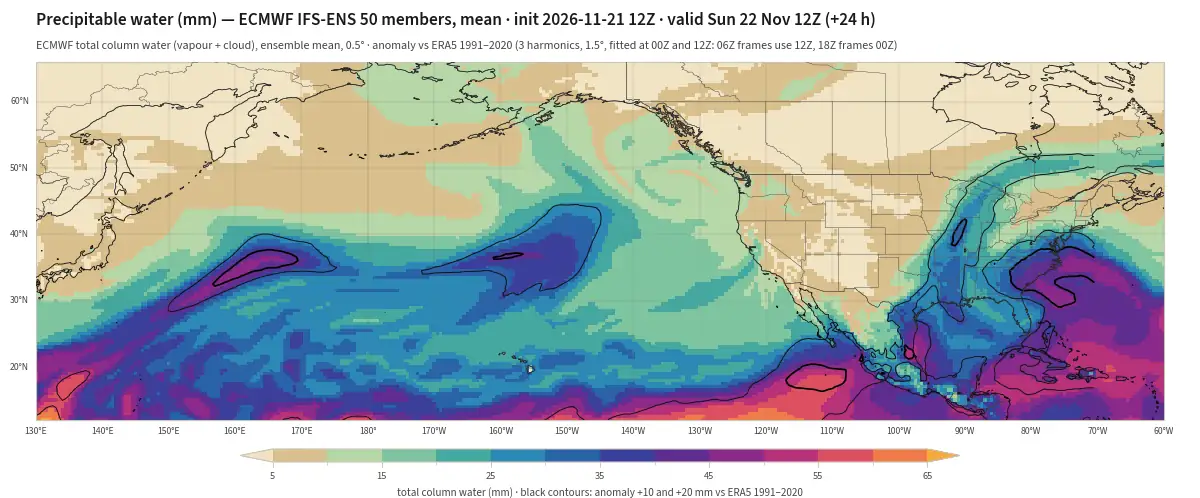 Precipitable water (mm) — ECMWF IFS-ENS 50 members, mean · init 2026-11-21 12Z · valid Sun 22 Nov 12Z (+24 h)
ECMWF total column water (vapour + cloud), ensemble mean, 0.5° · anomaly vs ERA5 1991–2020 (3 harmonics, 1.5°, fitted at 00Z and 12Z: 06Z frames use 12Z, 18Z frames 00Z)
60°N
50°N
40°N
30°N
20°N
130°E 140°E 150°E 160°E 170°E 180° 170°W 160°W 150°W 140°W 130°W 120°W 110°W 100°W 90°W 80°W 70°W 60°W
5 15 25 35 45 55 65
total column water (mm) · black contours: anomaly +10 and +20 mm vs ERA5 1991–2020